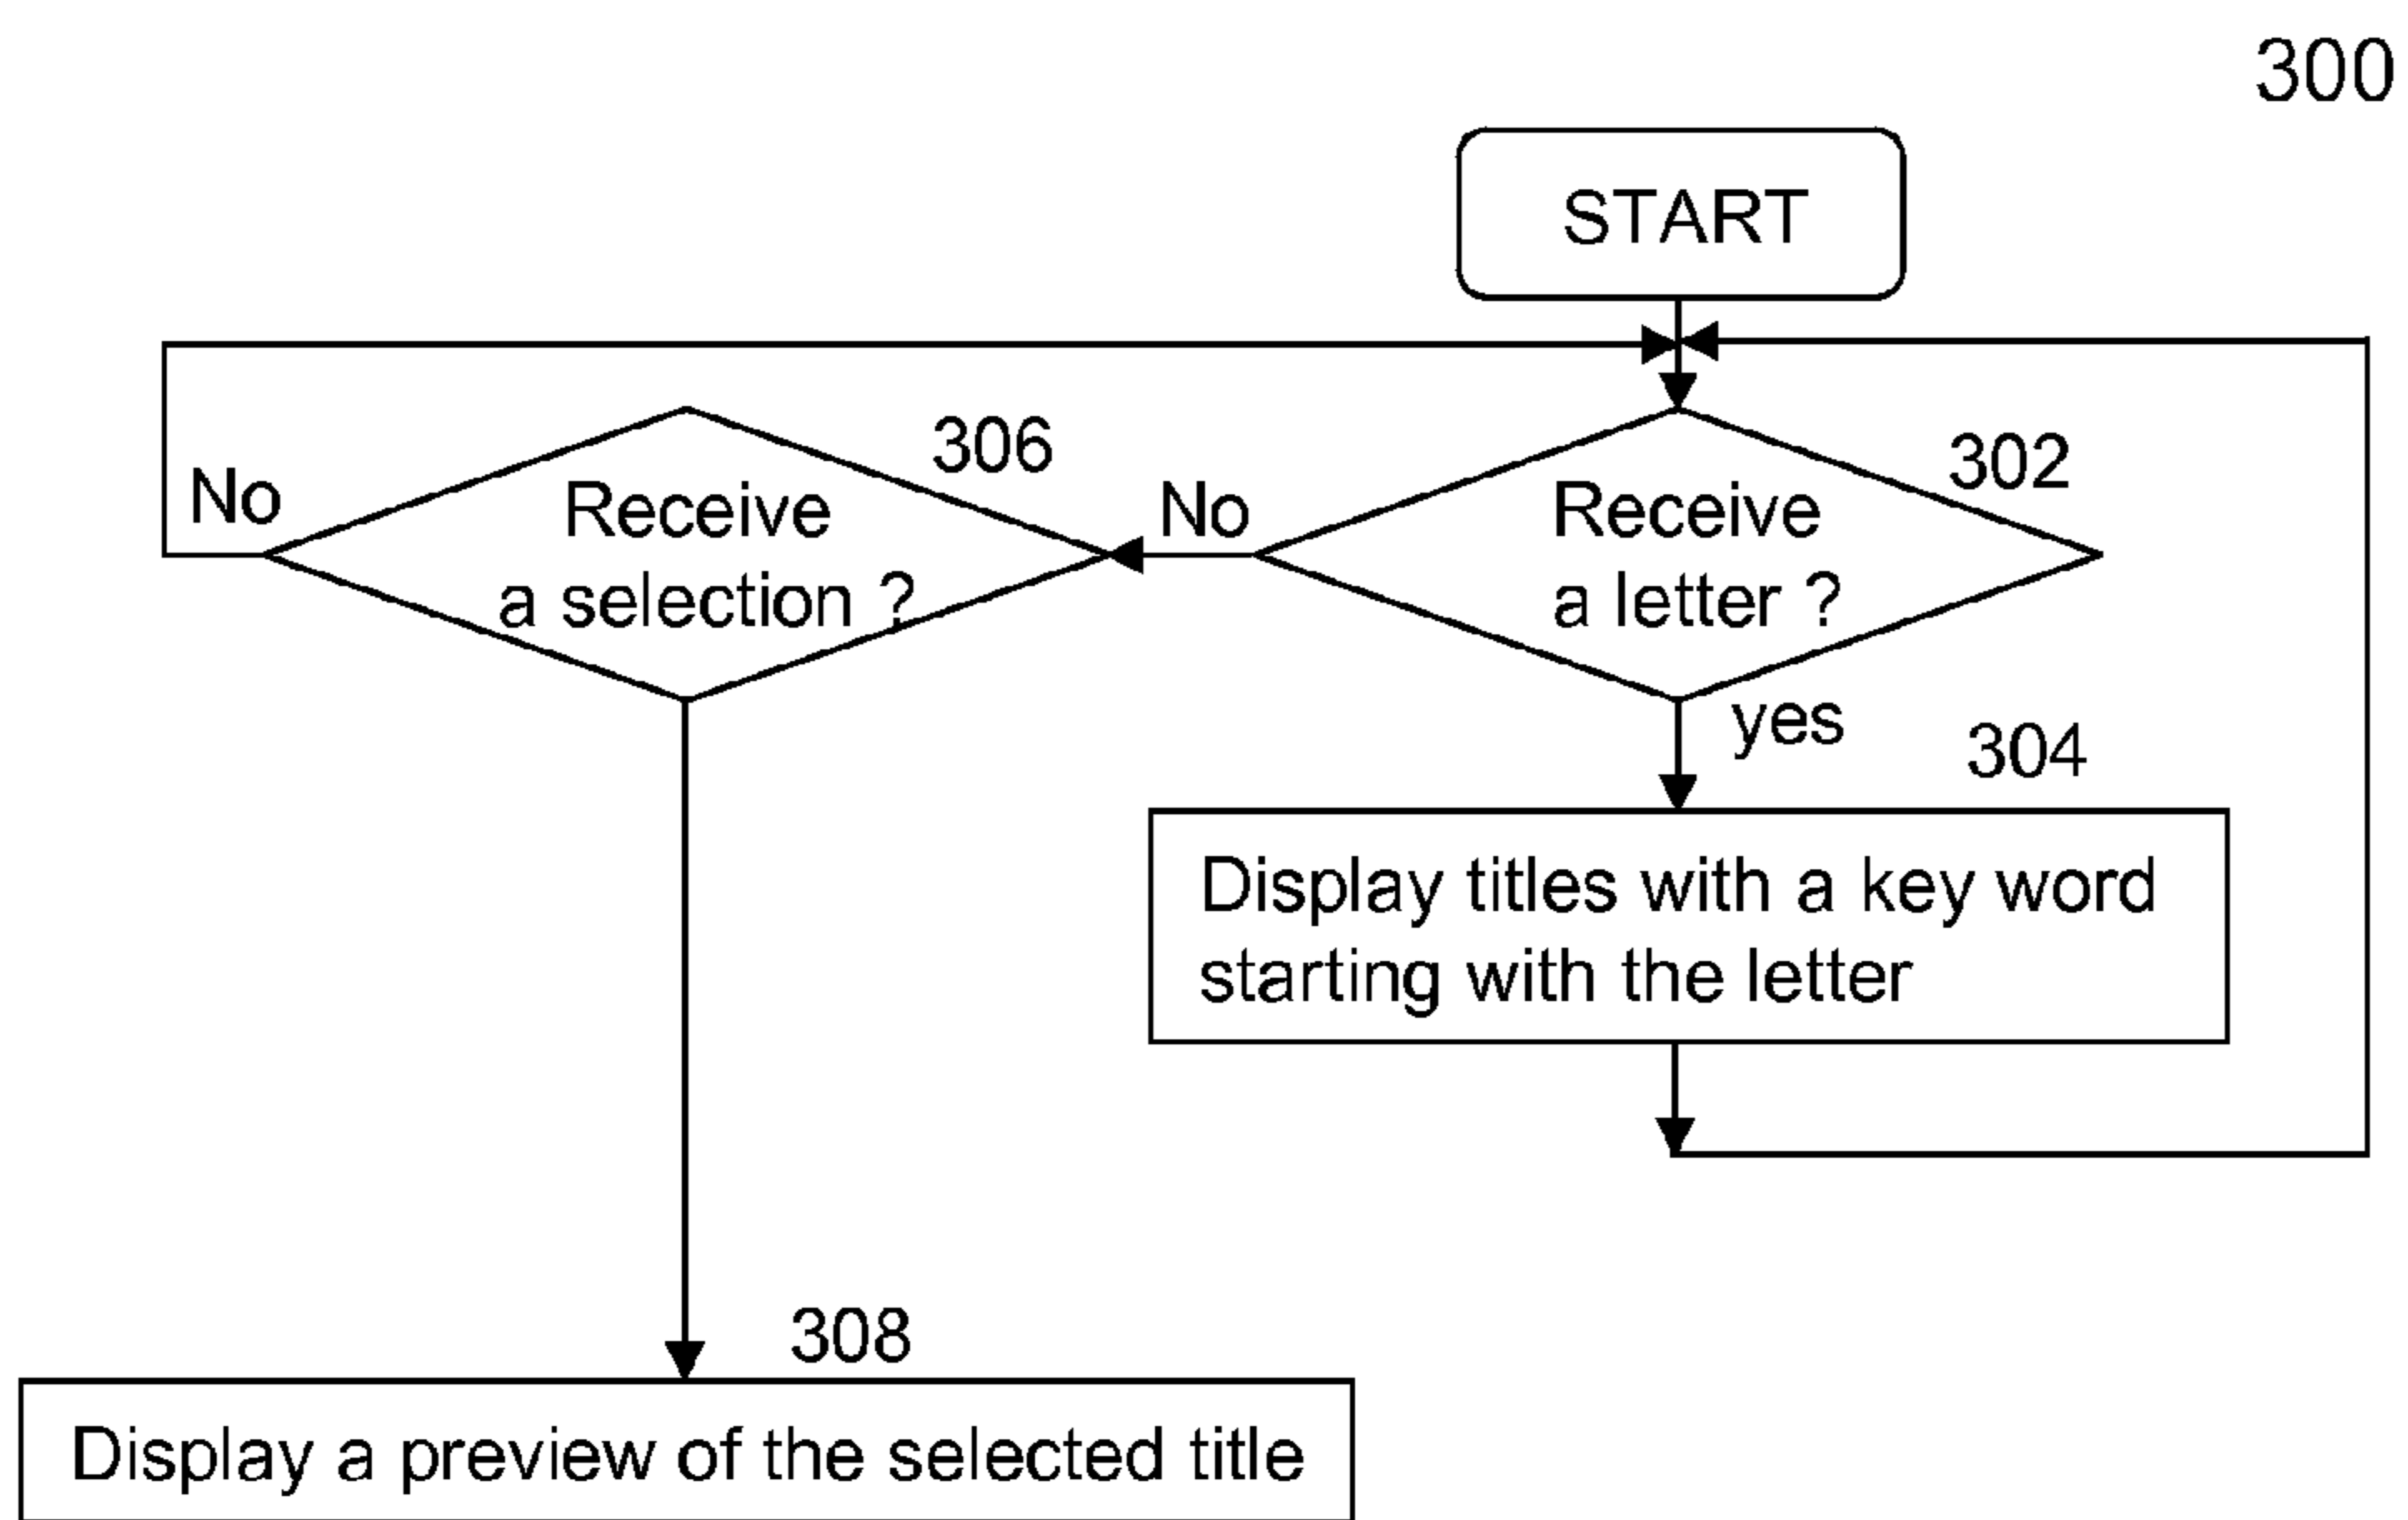 300
START
306
302
No
Receive
a selection ?
No
Receive
a letter ?
yes
304
Display titles with a key word
starting with the letter
308
Display a preview of the selected title